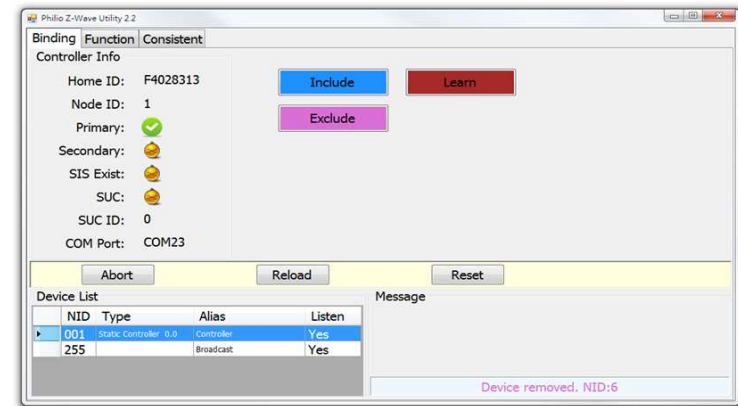 Philio Z-Wave Utility 2.2
Binding Function Consistent
Controller Info
Home ID: F4028313
Node ID: 1
Primary:
Secondary:
SIS Exist:
SUC:
SUC ID: 0
COM Port: COM23
Include
Learn
Exclude
Abort
Reload
Reset
Device List
NID Type Alias Listen
001 Static Controller 0.0 Controller Yes
255 Broadcast Yes
Message
Device removed. NID:6